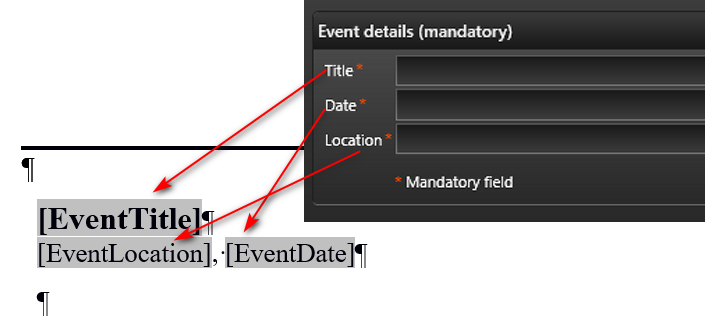 Event details (mandatory)
Title *
Date *
Location *
* Mandatory field
¶
[EventTitle]¶
[EventLocation],·[EventDate]¶
¶